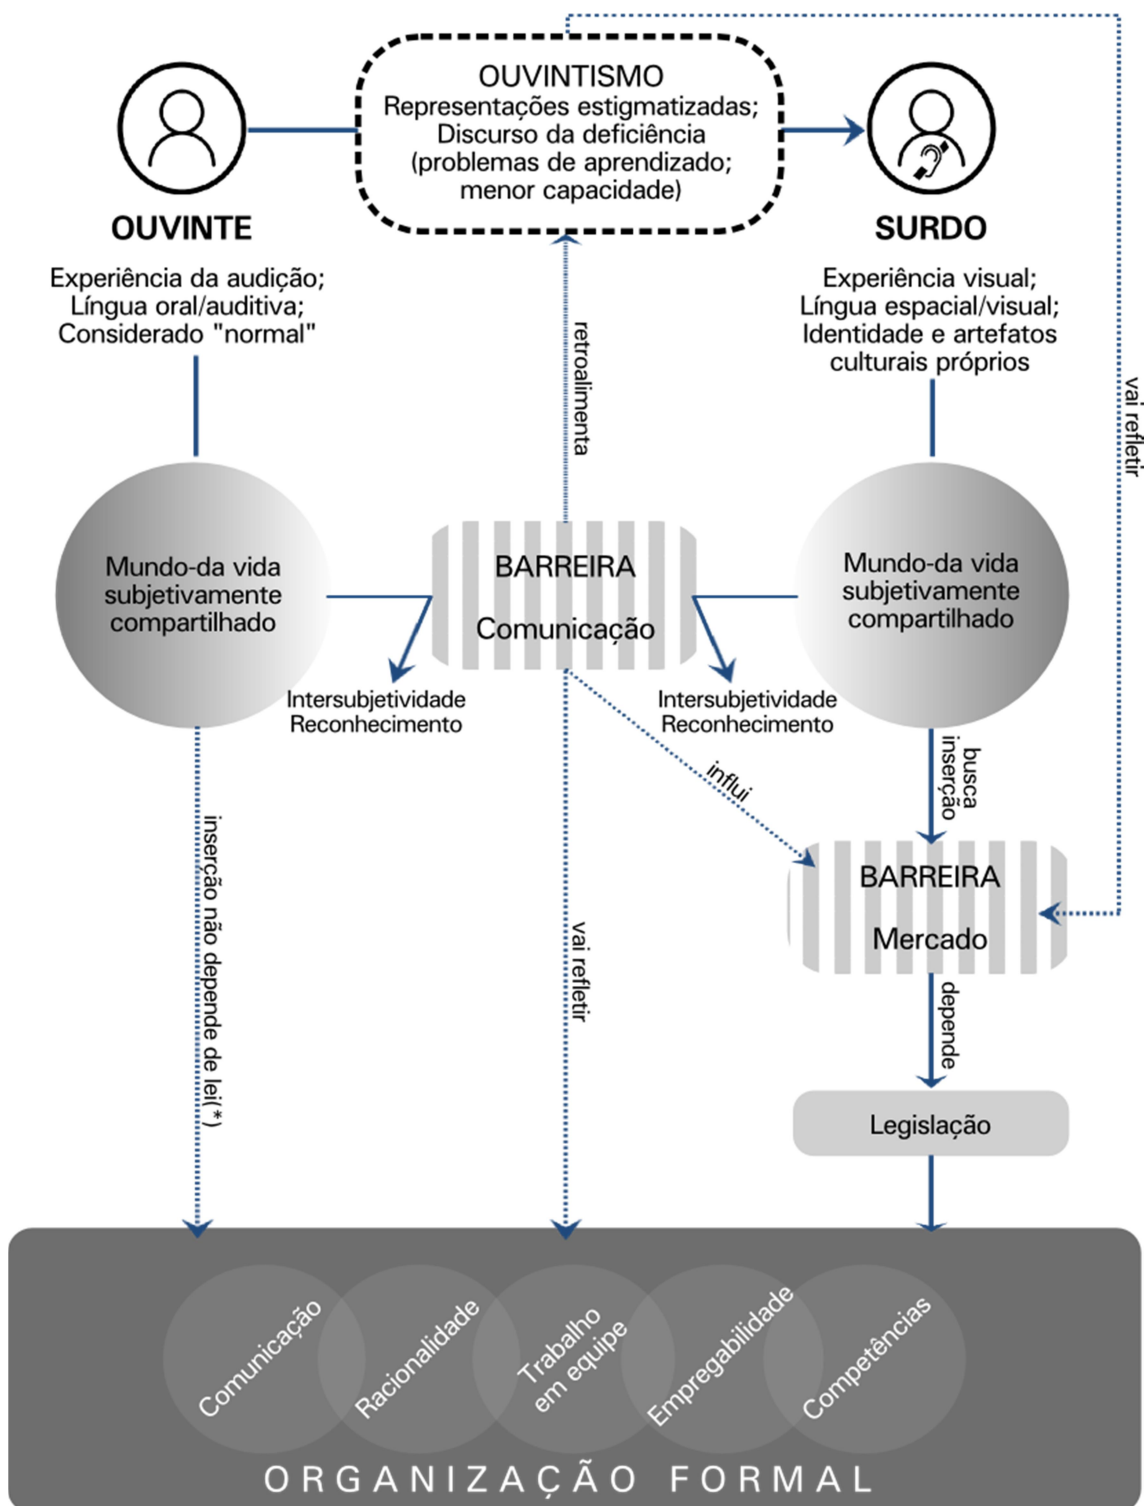 OUVINTISMO
Representações estigmatizadas;
Discurso da deficiência
(problemas de aprendizado;
menor capacidade)
OUVINTE
SURDO
Experiência da audição;
Língua oral/auditiva;
Considerado "normal"
Experiência visual;
Língua espacial/visual;
Identidade e artefatos
culturais próprios
retroalimenta
vai refletir
Mundo-da vida
subjetivamente
compartilhado
BARREIRA
Comunicação
Mundo-da vida
subjetivamente
compartilhado
Intersubjetividade
Reconhecimento
Intersubjetividade
Reconhecimento
influi
busca
inserção
inserção não depende de lei(*)
vai refletir
BARREIRA
Mercado
depende
Legislação
Comunicação
Racionalidade
Trabalho
em equipe
Empregabilidade
Competências
ORGANIZAÇÃO FORMAL